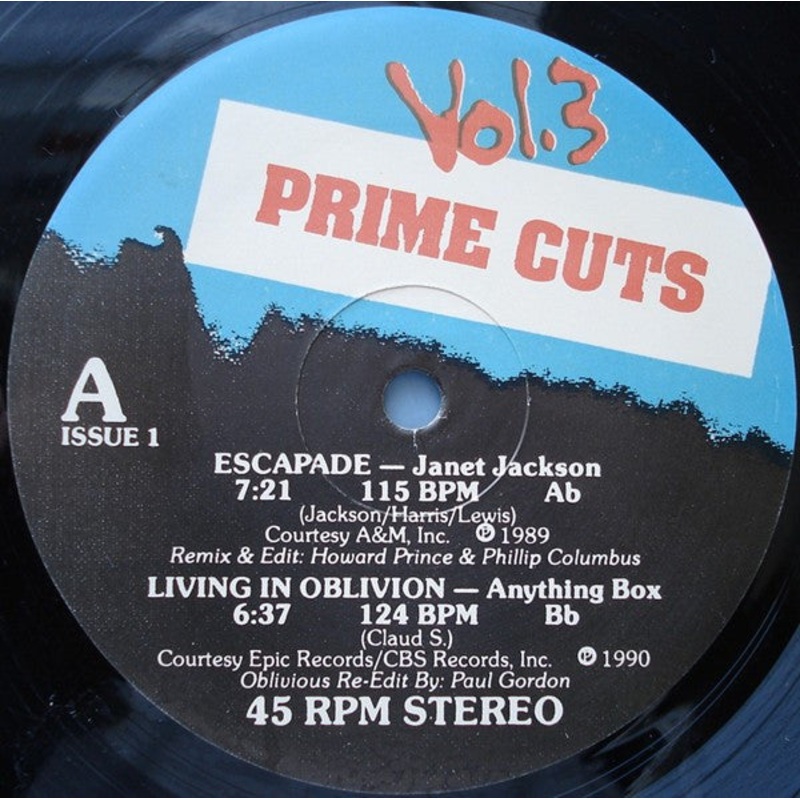 Vol.3
PRIME CUTS
A
ISSUE 1
ESCAPADE — Janet Jackson
7:21 115 BPM Ab
(Jackson/Harris/Lewis)
Courtesy A&M, Inc. ℗ 1989
Remix & Edit: Howard Prince & Phillip Columbus
LIVING IN OBLIVION — Anything Box
6:37 124 BPM Bb
(Claud S.)
Courtesy Epic Records/CBS Records, Inc. ℗ 1990
Oblivious Re-Edit By: Paul Gordon
45 RPM STEREO